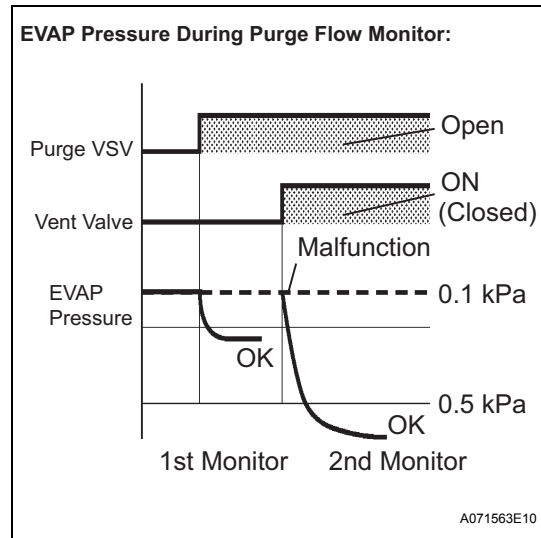 EVAP Pressure During Purge Flow Monitor:
Purge VSV
Open
Vent Valve
ON
(Closed)
Malfunction
EVAP
Pressure
0.1 kPa
OK
0.5 kPa
OK
1st Monitor
2nd Monitor
A071563E10